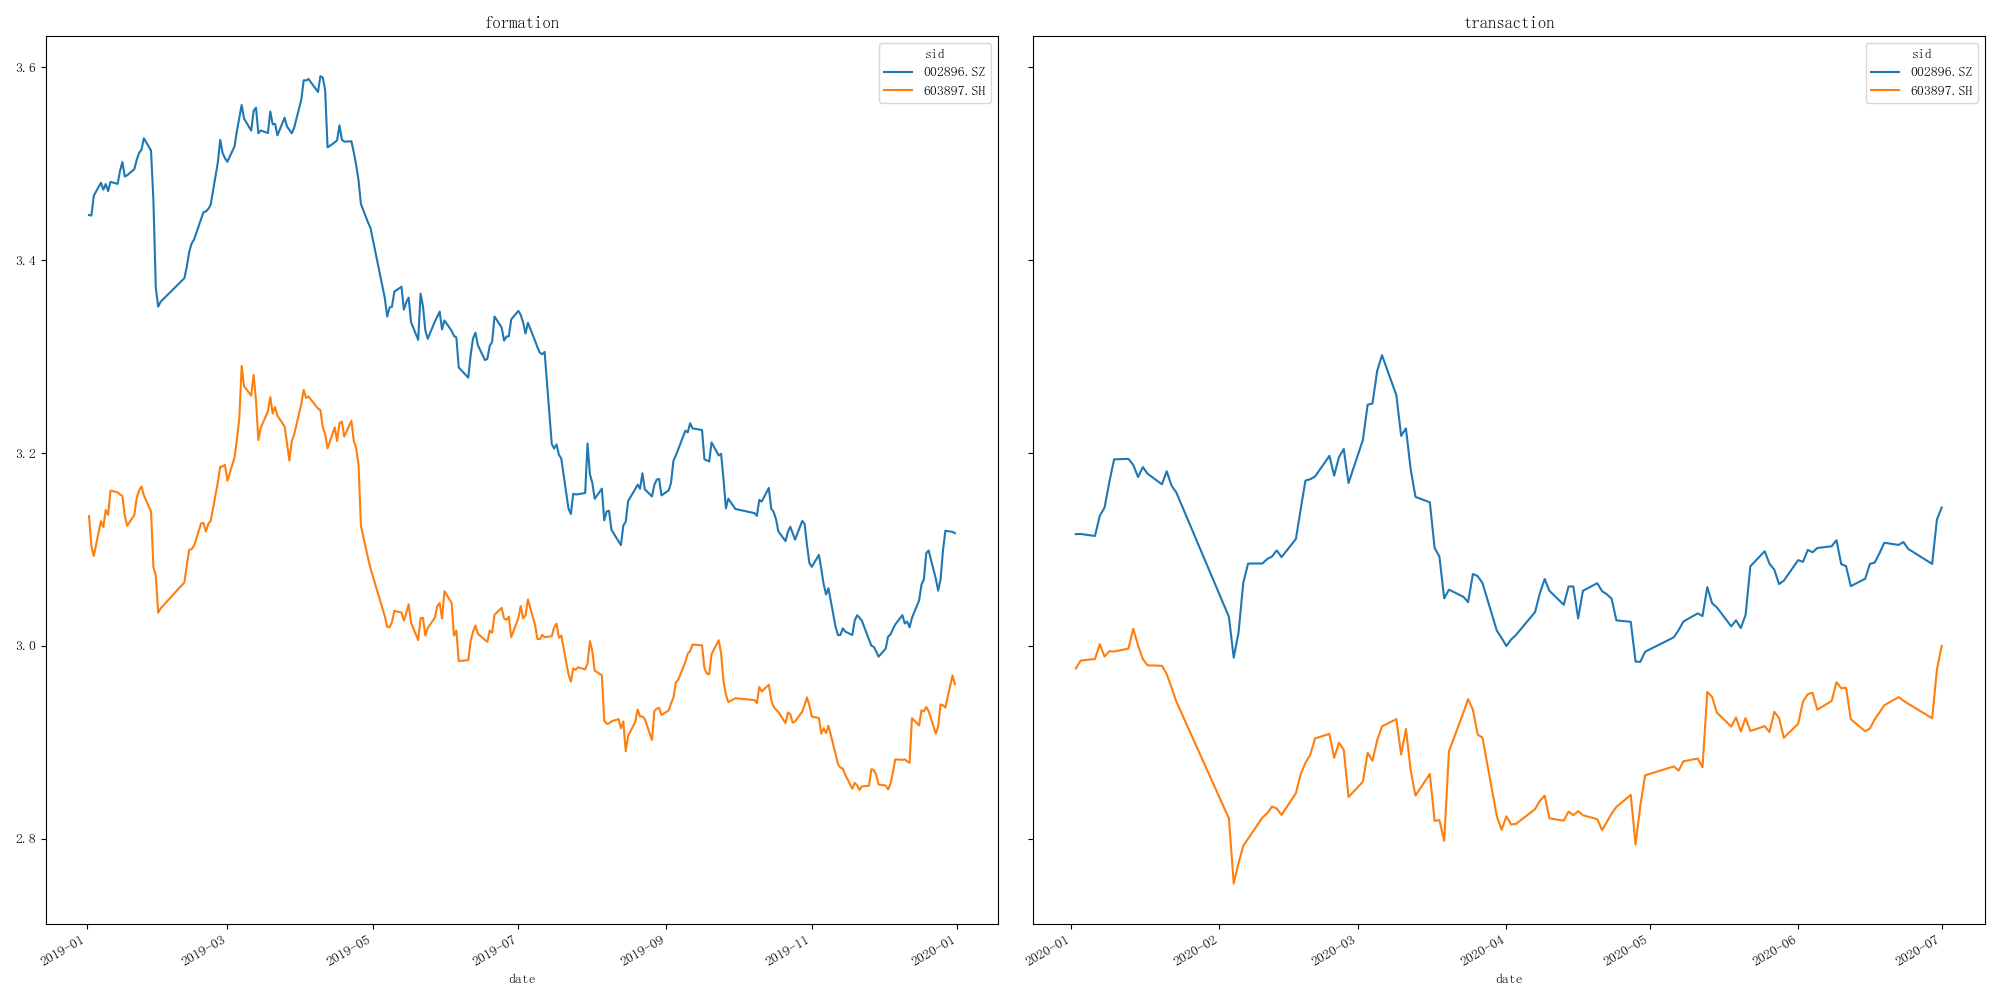 formation
sid
002896.SZ
603897.SH
3.6
3.4
3.2
3.0
2.8
2019-01
2019-03
2019-05
2019-07
2019-09
2019-11
2020-01
date
transaction
sid
002896.SZ
603897.SH
2020-01
2020-02
2020-03
2020-04
2020-05
2020-06
2020-07
date